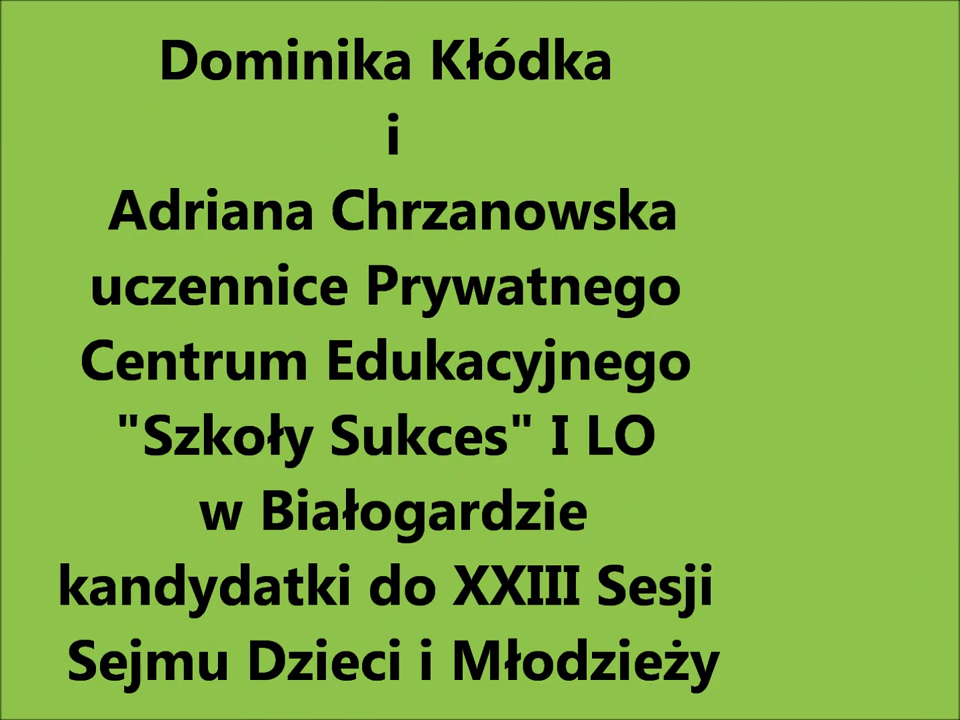 Dominika Kłódka
i
Adriana Chrzanowska
uczennice Prywatnego
Centrum Edukacyjnego
"Szkoły Sukces" I LO
w Białogardzie
kandydatki do XXIII Sesji
Sejmu Dzieci i Młodzieży